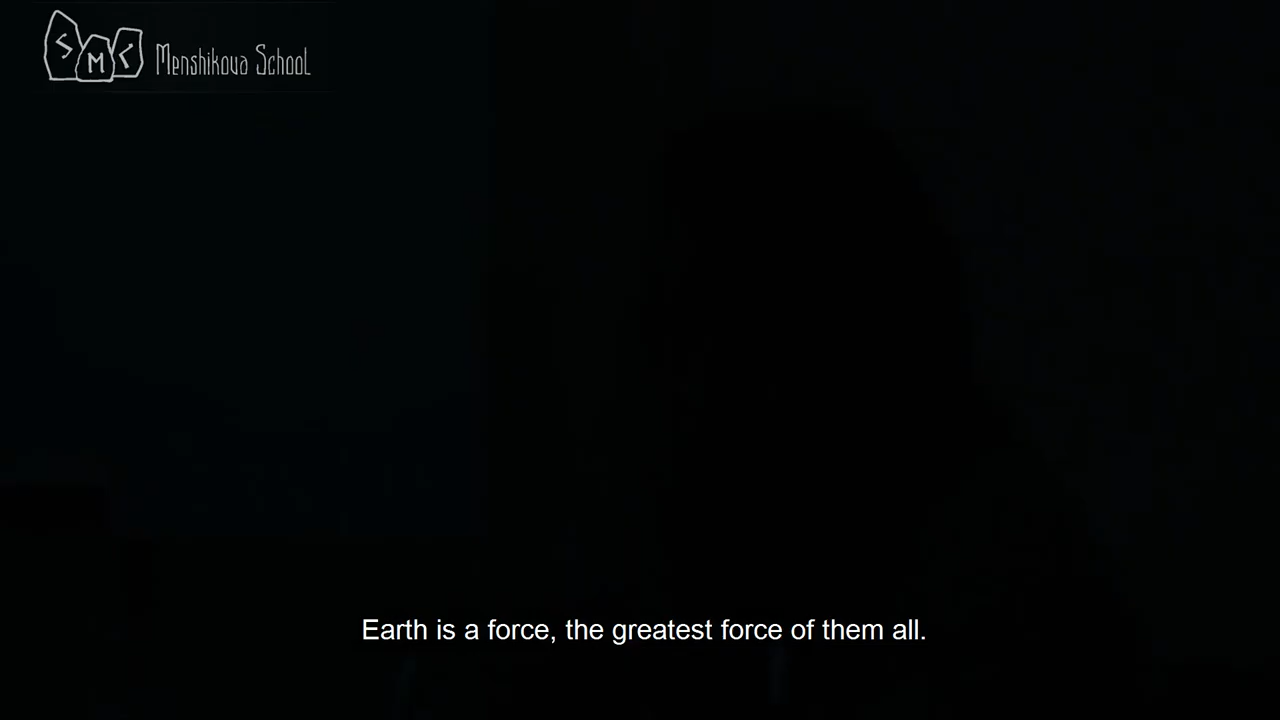 SMC Menshikova School
Earth is a force, the greatest force of them all.